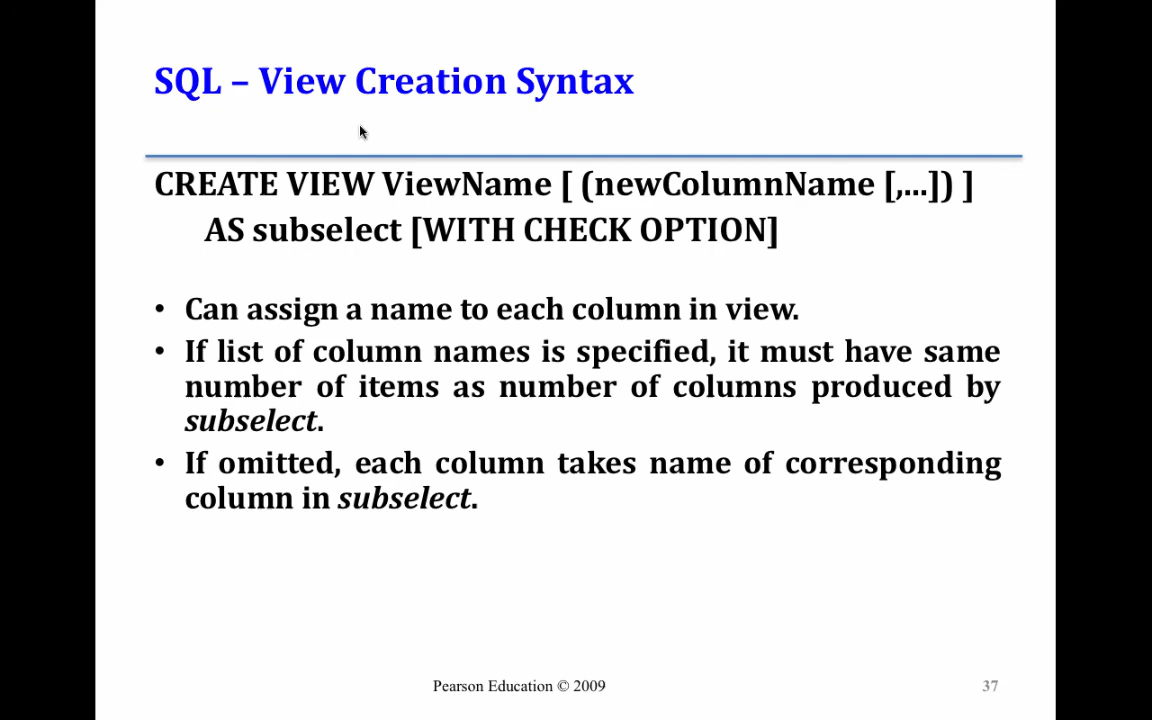 SQL – View Creation Syntax
CREATE VIEW ViewName [ (newColumnName [,...]) ]
AS subselect [WITH CHECK OPTION]
• Can assign a name to each column in view.
• If list of column names is specified, it must have same
number of items as number of columns produced by
subselect.
• If omitted, each column takes name of corresponding
column in subselect.
Pearson Education © 2009
37